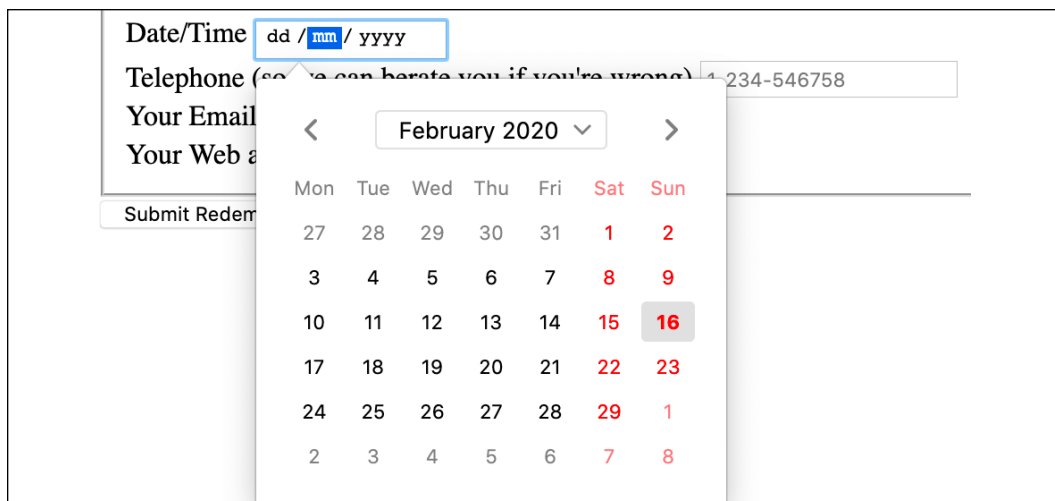 Date/Time dd / mm / yyyy
Telephone (so we can berate you if you're wrong) 1-234-546758
Your Email
Your Web a
Submit Redem
February 2020
Mon Tue Wed Thu Fri Sat Sun
27 28 29 30 31 1 2
3 4 5 6 7 8 9
10 11 12 13 14 15 16
17 18 19 20 21 22 23
24 25 26 27 28 29 1
2 3 4 5 6 7 8